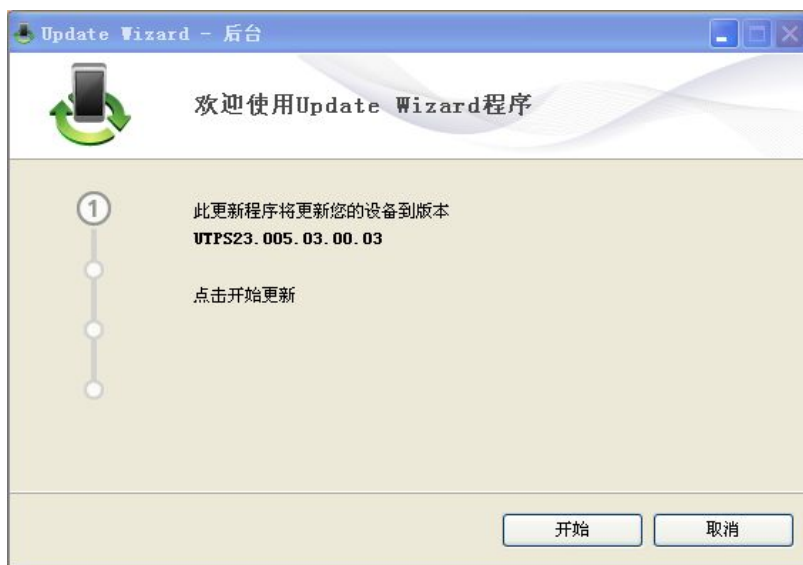 Update Wizard - 后台
欢迎使用Update Wizard程序
1
此更新程序将更新您的设备到版本
UTPS23.005.03.00.03
点击开始更新
开始
取消